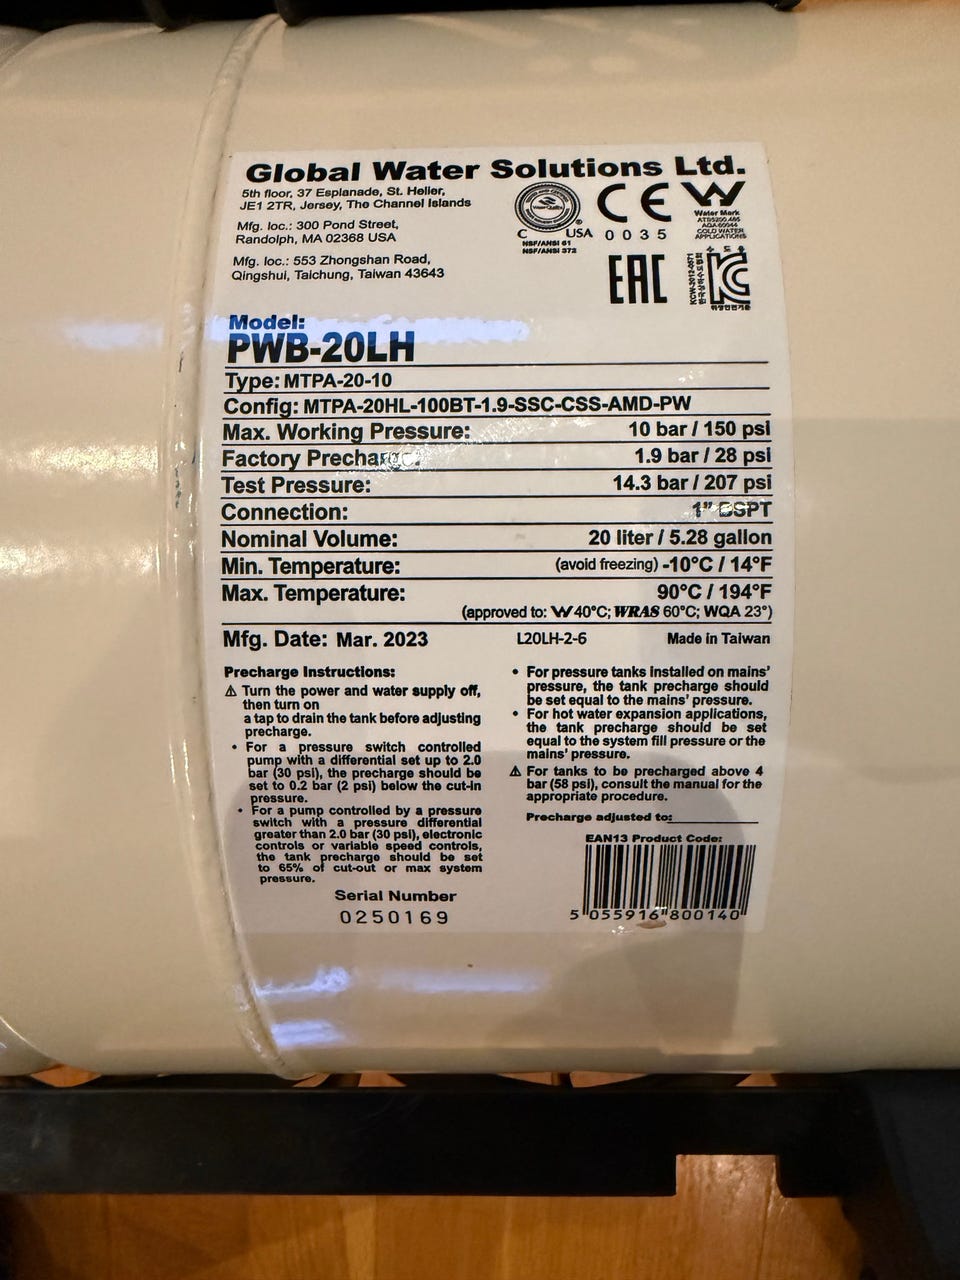 Global Water Solutions Ltd.
5th floor, 37 Esplanade, St. Helier,
JE1 2TR, Jersey, The Channel Islands
Mfg. loc.: 300 Pond Street,
Randolph, MA 02368 USA
Mfg. loc.: 553 Zhongshan Road,
Qingshui, Taichung, Taiwan 43643
C USA
NSF/ANSI 61
NSF/ANSI 372
CE
0035
W
Water Mark
COLD WATER
APPLICATIONS
EAC
KC
Model:
PWB-20LH
Type: MTPA-20-10
Config: MTPA-20HL-100BT-1.9-SSC-CSS-AMD-PW
Max. Working Pressure: 10 bar / 150 psi
Factory Precharge: 1.9 bar / 28 psi
Test Pressure: 14.3 bar / 207 psi
Connection: 1" BSPT
Nominal Volume: 20 liter / 5.28 gallon
Min. Temperature: (avoid freezing) -10°C / 14°F
Max. Temperature: 90°C / 194°F
(approved to: W 40°C; WRAS 60°C; WQA 23°)
Mfg. Date: Mar. 2023 L20LH-2-6 Made in Taiwan
Precharge Instructions:
⚠ Turn the power and water supply off,
then turn on
a tap to drain the tank before adjusting
precharge.
• For a pressure switch controlled
pump with a differential set up to 2.0
bar (30 psi), the precharge should be
set to 0.2 bar (2 psi) below the cut-in
pressure.
• For a pump controlled by a pressure
switch with a pressure differential
greater than 2.0 bar (30 psi), electronic
controls or variable speed controls,
the tank precharge should be set
to 65% of cut-out or max system
pressure.
Serial Number
0250169
• For pressure tanks installed on mains'
pressure, the tank precharge should
be set equal to the mains' pressure.
• For hot water expansion applications,
the tank precharge should be set
equal to the system fill pressure or the
mains' pressure.
⚠ For tanks to be precharged above 4
bar (58 psi), consult the manual for the
appropriate procedure.
Precharge adjusted to:
EAN13 Product Code:
5 055916 800140